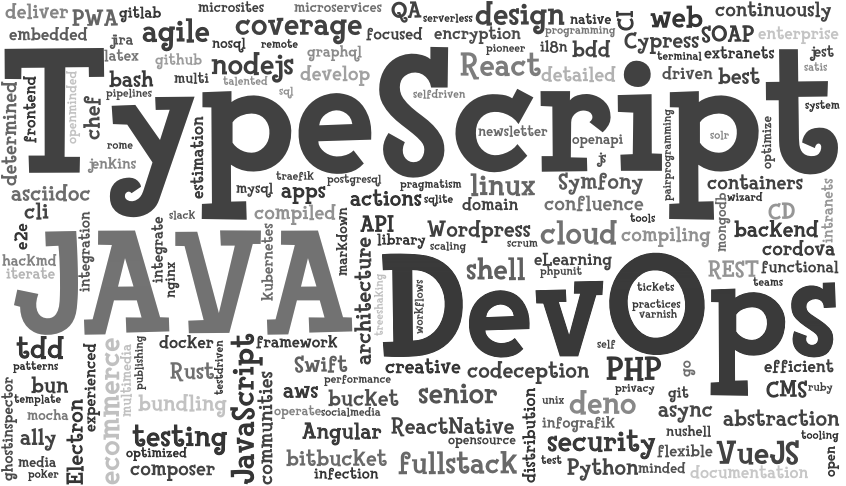 deliver
PWA
gitlab
microsites
microservices
QA
serverless
design
native
CI
web
continuously
embedded
jra
agile
nosql
coverage
remote
focused
encryption
pioneer
programming
i18n
bdd
Cypress
SOAP
enterprise
latex
github
nodejs
graphql
React
detailed
terminal
extranets
jest
satis
bash
multi
talented
develop
driven
best
determined
frontend
openminded
chef
pipelines
sql
selfdriven
system
TypeScript
rome
jenkins
estimation
newsletter
openapi
js
pairprogramming
solr
optimize
traefik
postgresql
mysql
apps
actions
pragmatism
sqlite
linux
Symfony
containers
wizard
asciidoc
cli
slack
compiled
domain
confluence
tools
mongodb
CD
intranets
e2e
integration
integrate
kubernetes
markdown
API
library
Wordpress
scaling
scrum
cloud
compiling
backend
cordova
hackmd
iterate
nginx
JAVA
architecture
treeshaking
workflows
shell
eLearning
phpunit
REST
functional
teams
DevOps
tickets
practices
varnish
tdd
patterns
experienced
ecommerce
multimedia
publishing
docker
framework
self
Rust
testdriven
Swift
performance
creative
codeception
PHP
privacy
go
efficient
CMS
ruby
ghostinspector
bun
template
mocha
Electron
bundling
JavaScript
communities
aws
bucket
senior
distribution
unix
deno
git
async
abstraction
operate
socialmedia
ally
testing
Angular
ReactNative
opensource
infografik
nushell
tooling
media
poker
optimized
composer
bitbucket
infection
fullstack
security
test
Python
minded
flexible
VueJS
documentation
open